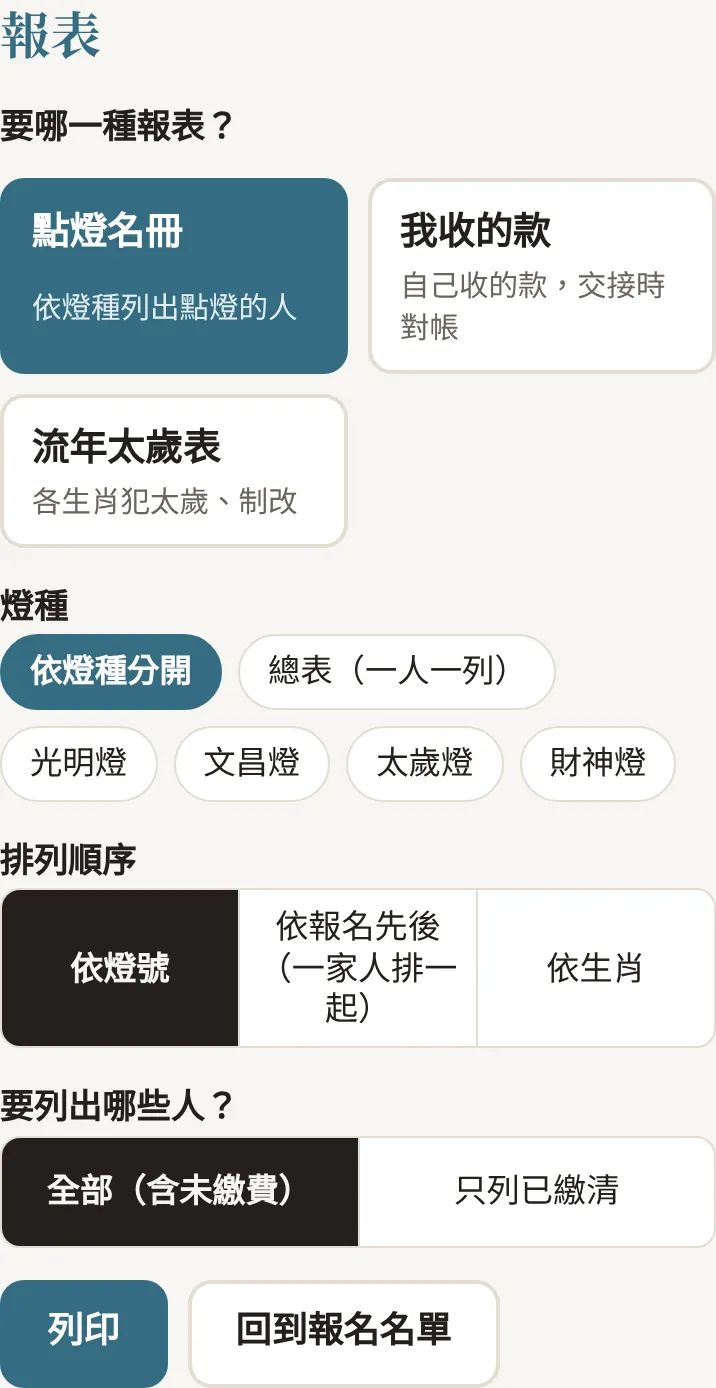 報表
要哪一種報表？
點燈名冊
依燈種列出點燈的人
我收的款
自己收的款，交接時
對帳
流年太歲表
各生肖犯太歲、制改
燈種
依燈種分開
總表（一人一列）
光明燈
文昌燈
太歲燈
財神燈
排列順序
依燈號
依報名先後
（一家人排一
起）
依生肖
要列出哪些人？
全部（含未繳費）
只列已繳清
列印
回到報名名單